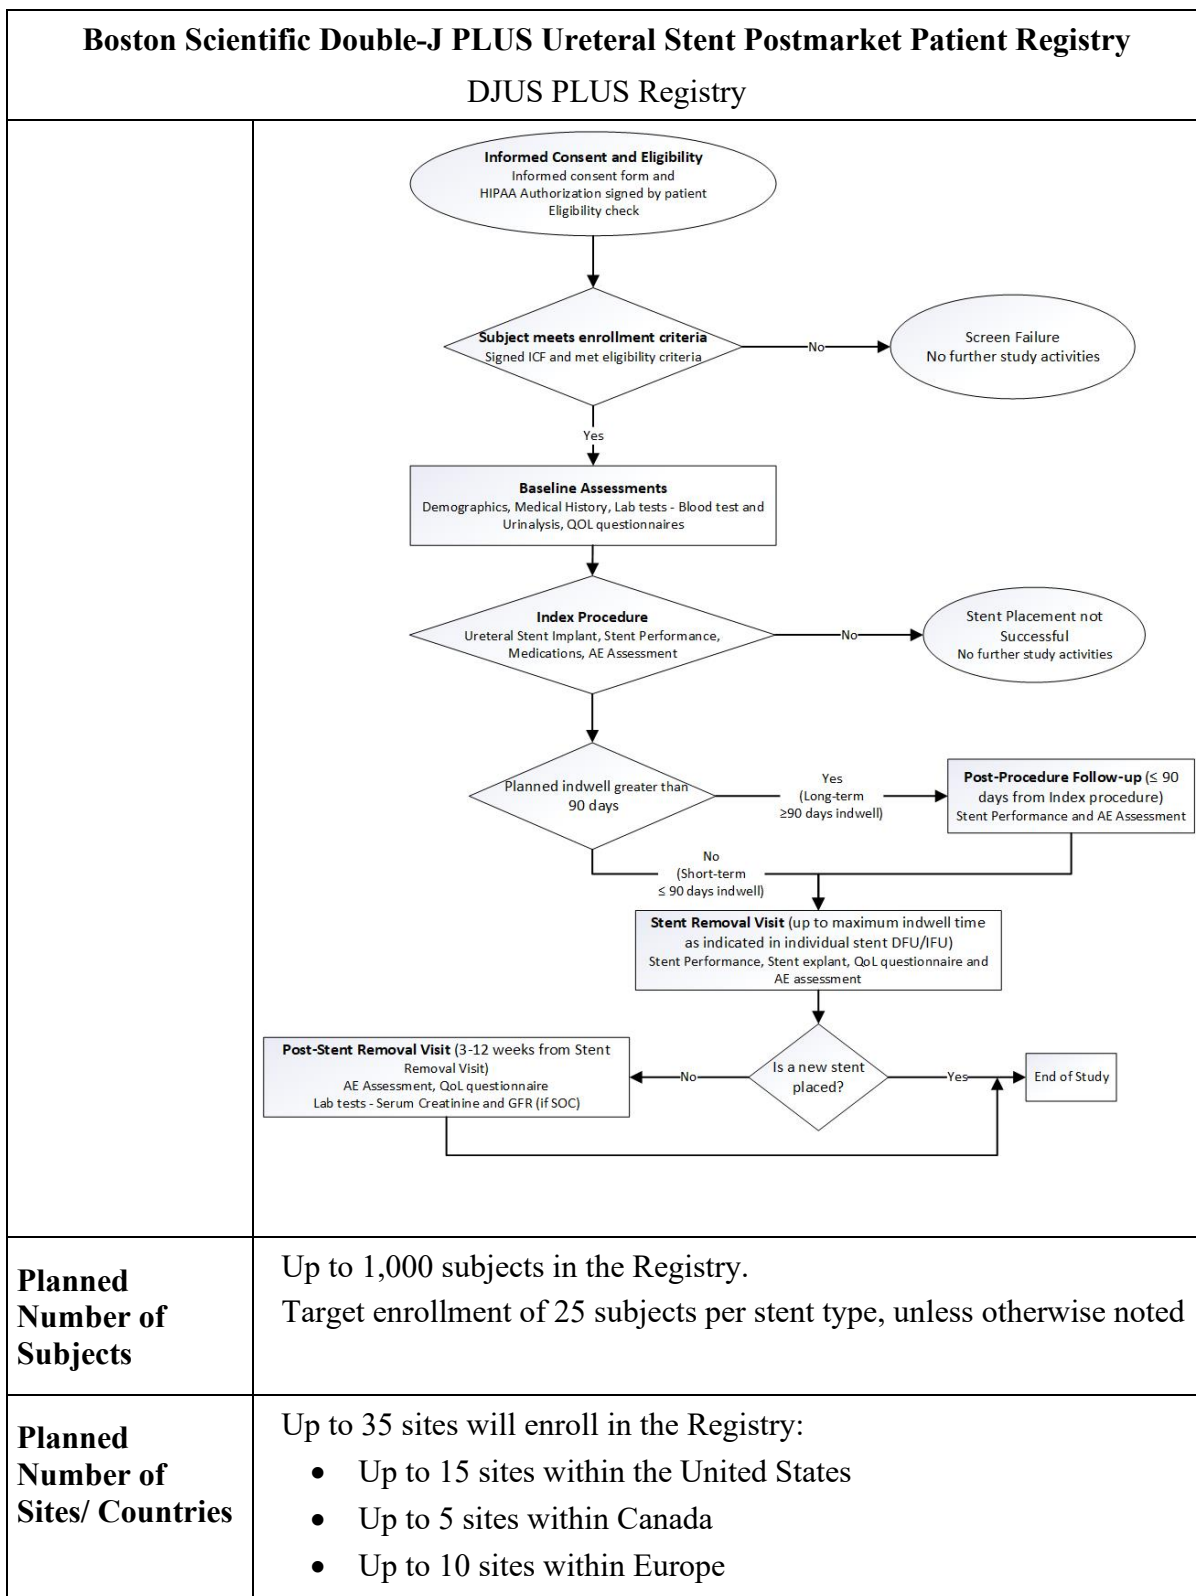 Boston Scientific Double-J PLUS Ureteral Stent Postmarket Patient Registry
DJUS PLUS Registry
Informed Consent and Eligibility
Informed consent form and
HIPAA Authorization signed by patient
Eligibility check
Subject meets enrollment criteria
Signed ICF and met eligibility criteria
No
Screen Failure
No further study activities
Yes
Baseline Assessments
Demographics, Medical History, Lab tests - Blood test and
Urinalysis, QOL questionnaires
Index Procedure
Ureteral Stent Implant, Stent Performance,
Medications, AE Assessment
No
Stent Placement not
Successful
No further study activities
Planned indwell greater than
90 days
Yes
(Long-term
≥90 days indwell)
Post-Procedure Follow-up (≤ 90
days from Index procedure)
Stent Performance and AE Assessment
No
(Short-term
≤ 90 days indwell)
Stent Removal Visit (up to maximum indwell time
as indicated in individual stent DFU/IFU)
Stent Performance, Stent explant, QoL questionnaire and
AE assessment
Is a new stent
placed?
No
Post-Stent Removal Visit (3-12 weeks from Stent
Removal Visit)
AE Assessment, QoL questionnaire
Lab tests - Serum Creatinine and GFR (if SOC)
Yes
End of Study
Planned
Number of
Subjects
Up to 1,000 subjects in the Registry.
Target enrollment of 25 subjects per stent type, unless otherwise noted
Planned
Number of
Sites/ Countries
Up to 35 sites will enroll in the Registry:
• Up to 15 sites within the United States
• Up to 5 sites within Canada
• Up to 10 sites within Europe